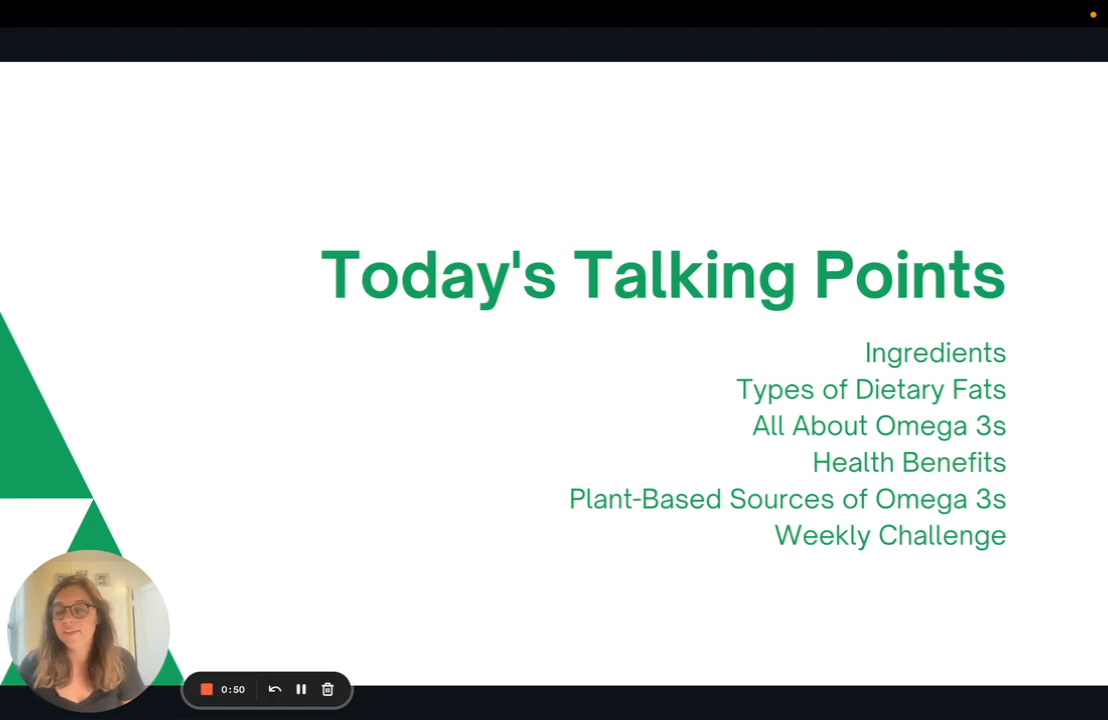 Today's Talking Points
Ingredients
Types of Dietary Fats
All About Omega 3s
Health Benefits
Plant-Based Sources of Omega 3s
Weekly Challenge
0:50